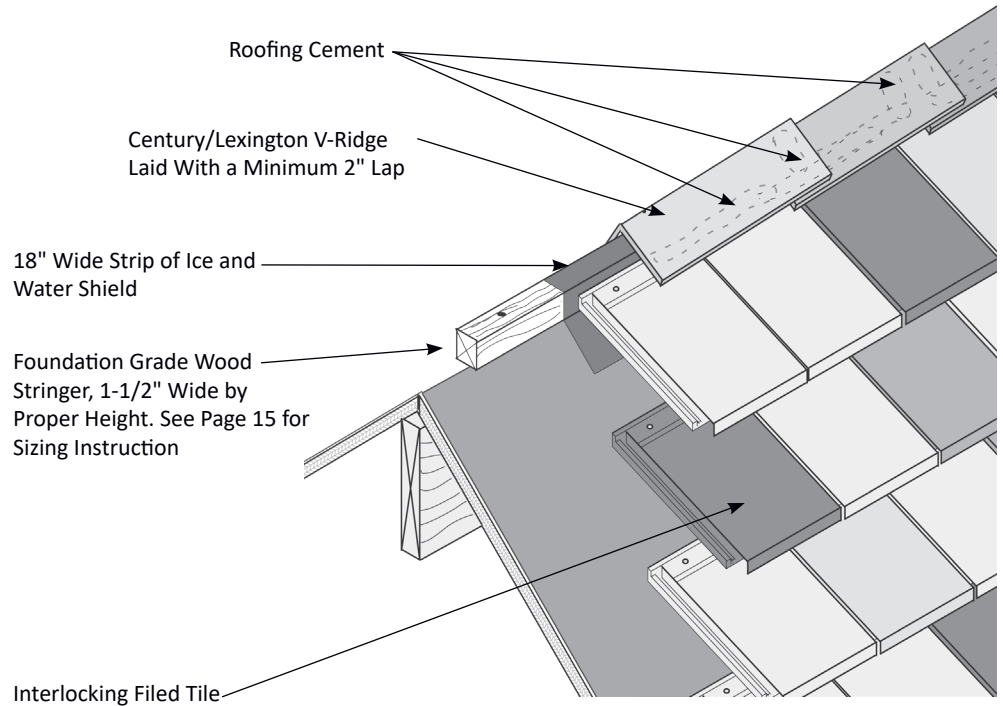 Roofing Cement
Century/Lexington V-Ridge
Laid With a Minimum 2" Lap
18" Wide Strip of Ice and
Water Shield
Foundation Grade Wood
Stringer, 1-1/2" Wide by
Proper Height. See Page 15 for
Sizing Instruction
Interlocking Filed Tile